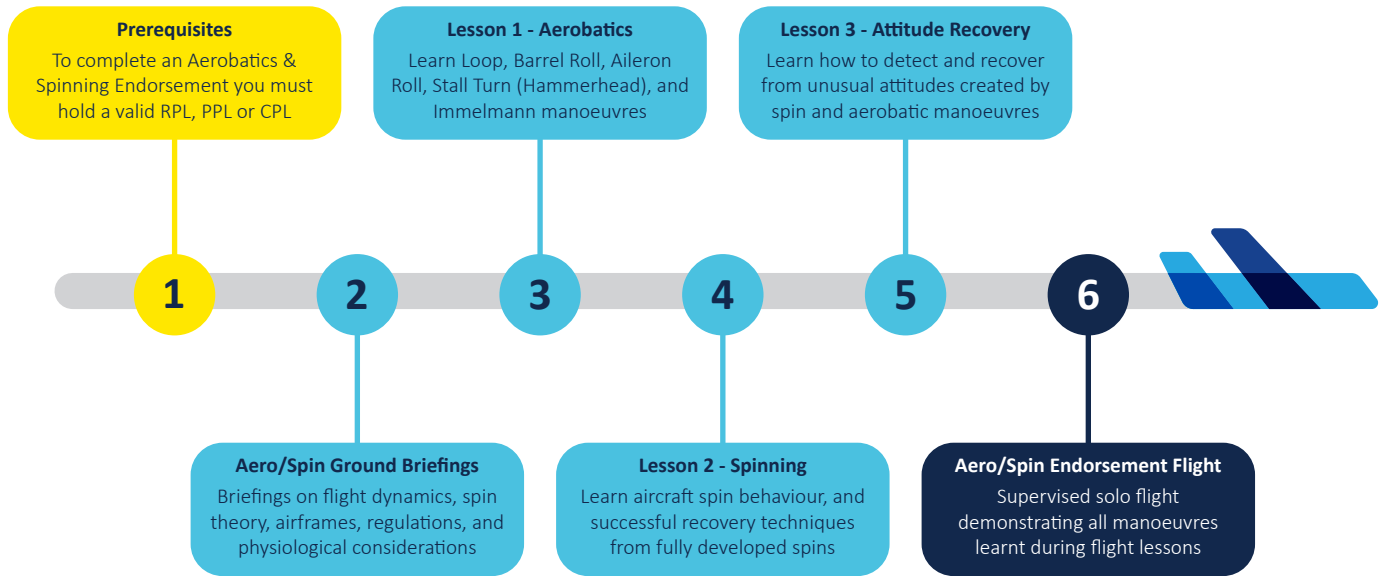 Prerequisites
To complete an Aerobatics &
Spinning Endorsement you must
hold a valid RPL, PPL or CPL
1
Aero/Spin Ground Briefings
Briefings on flight dynamics, spin
theory, airframes, regulations, and
physiological considerations
2
Lesson 1 - Aerobatics
Learn Loop, Barrel Roll, Aileron
Roll, Stall Turn (Hammerhead), and
Immelmann manoeuvres
3
Lesson 2 - Spinning
Learn aircraft spin behaviour, and
successful recovery techniques
from fully developed spins
4
Lesson 3 - Attitude Recovery
Learn how to detect and recover
from unusual attitudes created by
spin and aerobatic manoeuvres
5
Aero/Spin Endorsement Flight
Supervised solo flight
demonstrating all manoeuvres
learnt during flight lessons
6